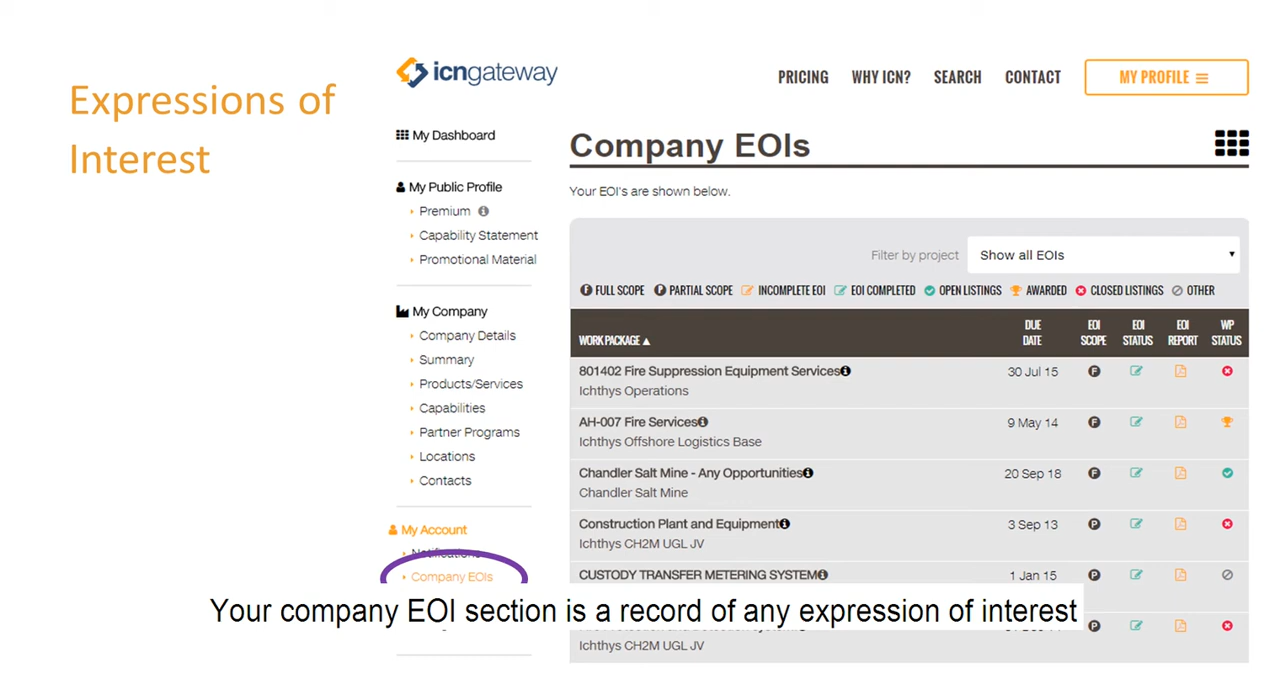 Expressions of
Interest
icngateway
PRICING WHY ICN? SEARCH CONTACT MY PROFILE
My Dashboard
My Public Profile
Premium
Capability Statement
Promotional Material
My Company
Company Details
Summary
Products/Services
Capabilities
Partner Programs
Locations
Contacts
My Account
Notifications
Company EOIs
Company EOIs
Your EOI's are shown below.
Filter by project Show all EOIs
F FULL SCOPE P PARTIAL SCOPE INCOMPLETE EOI EOI COMPLETED OPEN LISTINGS AWARDED CLOSED LISTINGS OTHER
WORK PACKAGE ▲ DUE DATE EOI SCOPE EOI STATUS EOI REPORT WP STATUS
801402 Fire Suppression Equipment Services 30 Jul 15 F
Ichthys Operations
AH-007 Fire Services 9 May 14 F
Ichthys Offshore Logistics Base
Chandler Salt Mine - Any Opportunities 20 Sep 18 F
Chandler Salt Mine
Construction Plant and Equipment 3 Sep 13 P
Ichthys CH2M UGL JV
CUSTODY TRANSFER METERING SYSTEM 1 Jan 15 P
P
Ichthys CH2M UGL JV
Your company EOI section is a record of any expression of interest